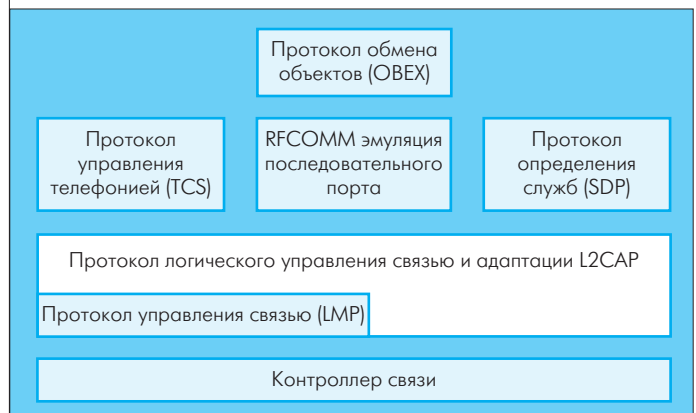 Протокол обмена
объектов (OBEX)
Протокол
управления
телефонией (TCS)
RFCOMM эмуляция
последовательного
порта
Протокол
определения
служб (SDP)
Протокол логического управления связью и адаптации L2CAP
Протокол управления связью (LMP)
Контроллер связи